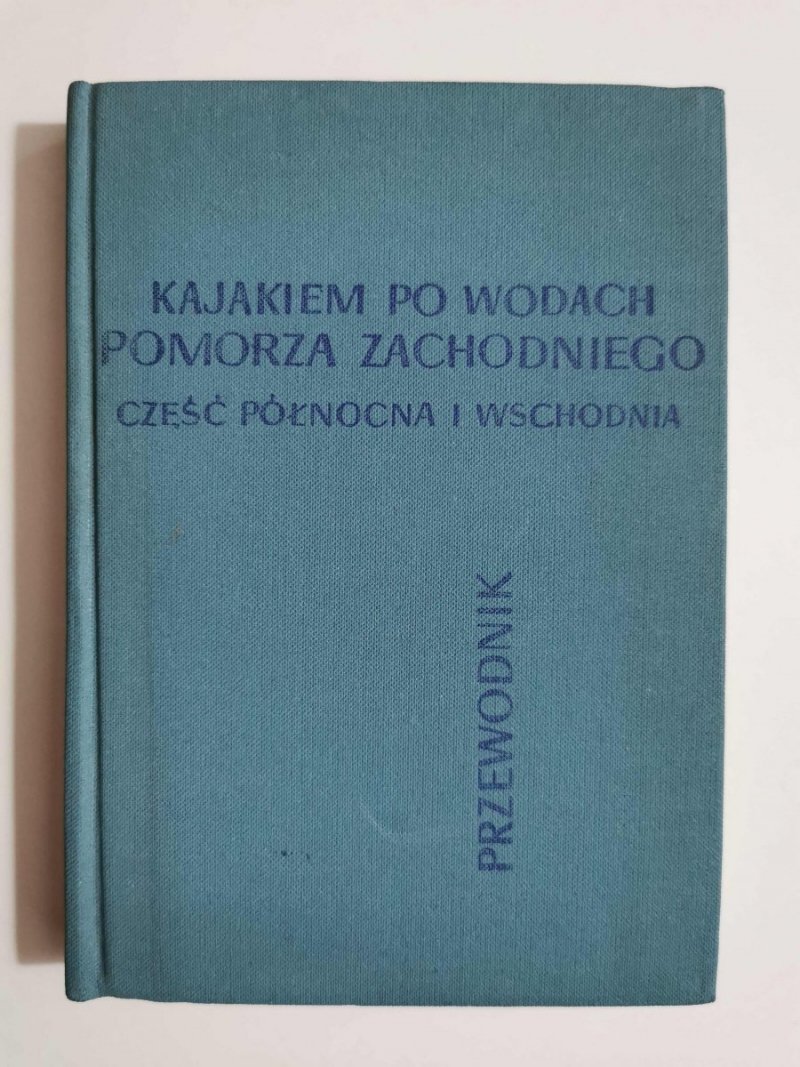 KAJAKIEM PO WODACH
POMORZA ZACHODNIEGO
CZĘŚĆ PÓŁNOCNA I WSCHODNIA
PRZEWODNIK